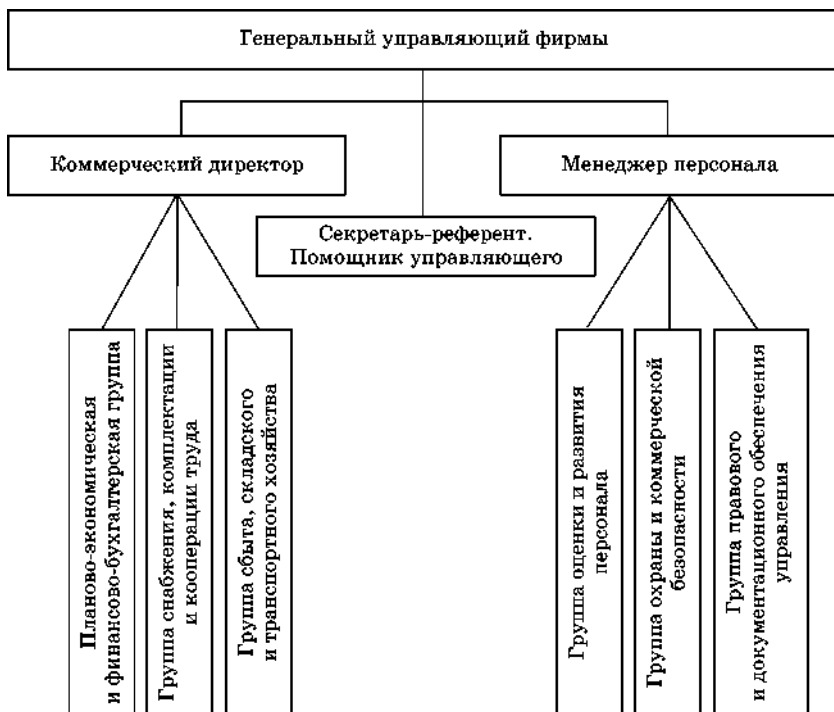 Генеральный управляющий фирмы
Коммерческий директор
Менеджер персонала
Секретарь-референт.
Помощник управляющего
Планово-экономическая
и финансово-бухгалтерская группа
Группа снабжения, комплектации
и кооперации труда
Группа сбыта, складского
и транспортного хозяйства
Группа оценки и развития
персонала
Группа охраны и коммерческой
безопасности
Группа правового
и документационного обеспечения
управления